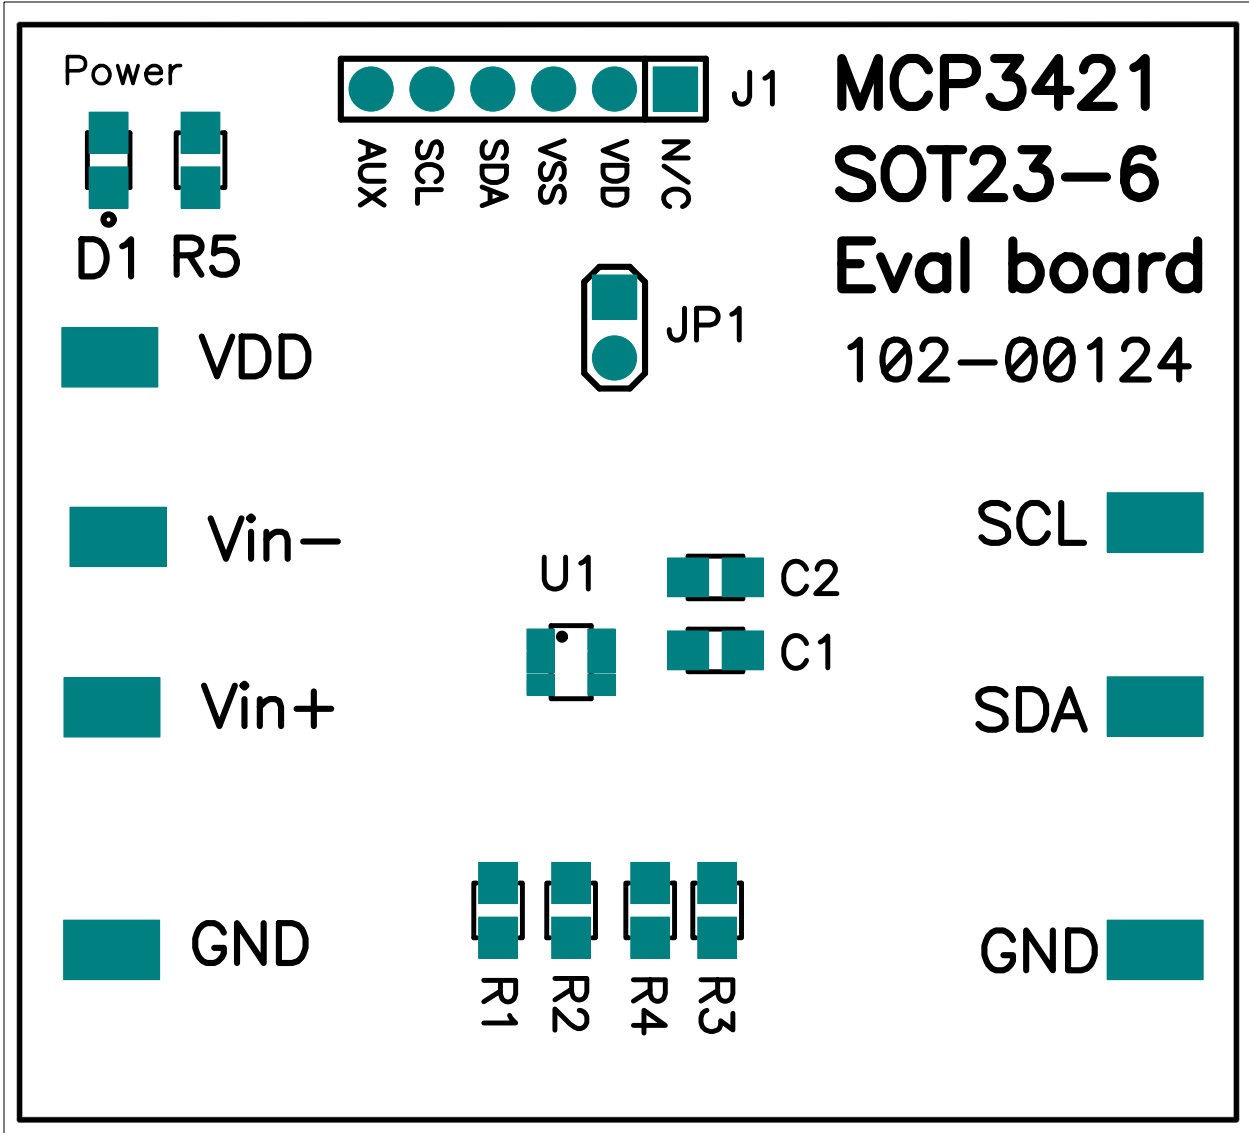 Power
J1
MCP3421
SOT23-6
Eval board
102-00124
AUX
SCL
SDA
VSS
VDD
N/C
D1
R5
JP1
VDD
Vin-
SCL
U1
C2
C1
Vin+
SDA
GND
GND
R1
R2
R4
R3